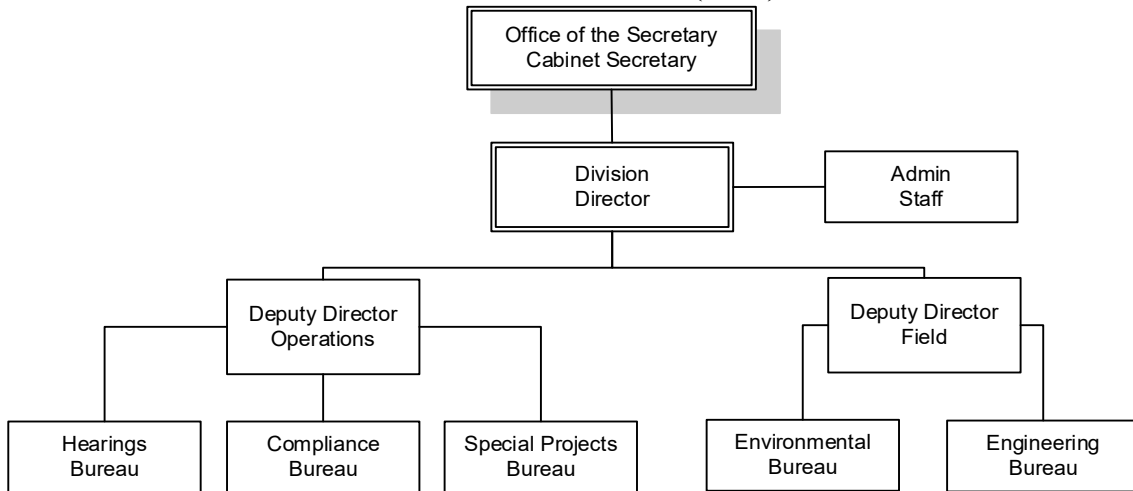 Office of the Secretary
Cabinet Secretary
Division
Director
Admin
Staff
Deputy Director
Operations
Deputy Director
Field
Hearings
Bureau
Compliance
Bureau
Special Projects
Bureau
Environmental
Bureau
Engineering
Bureau